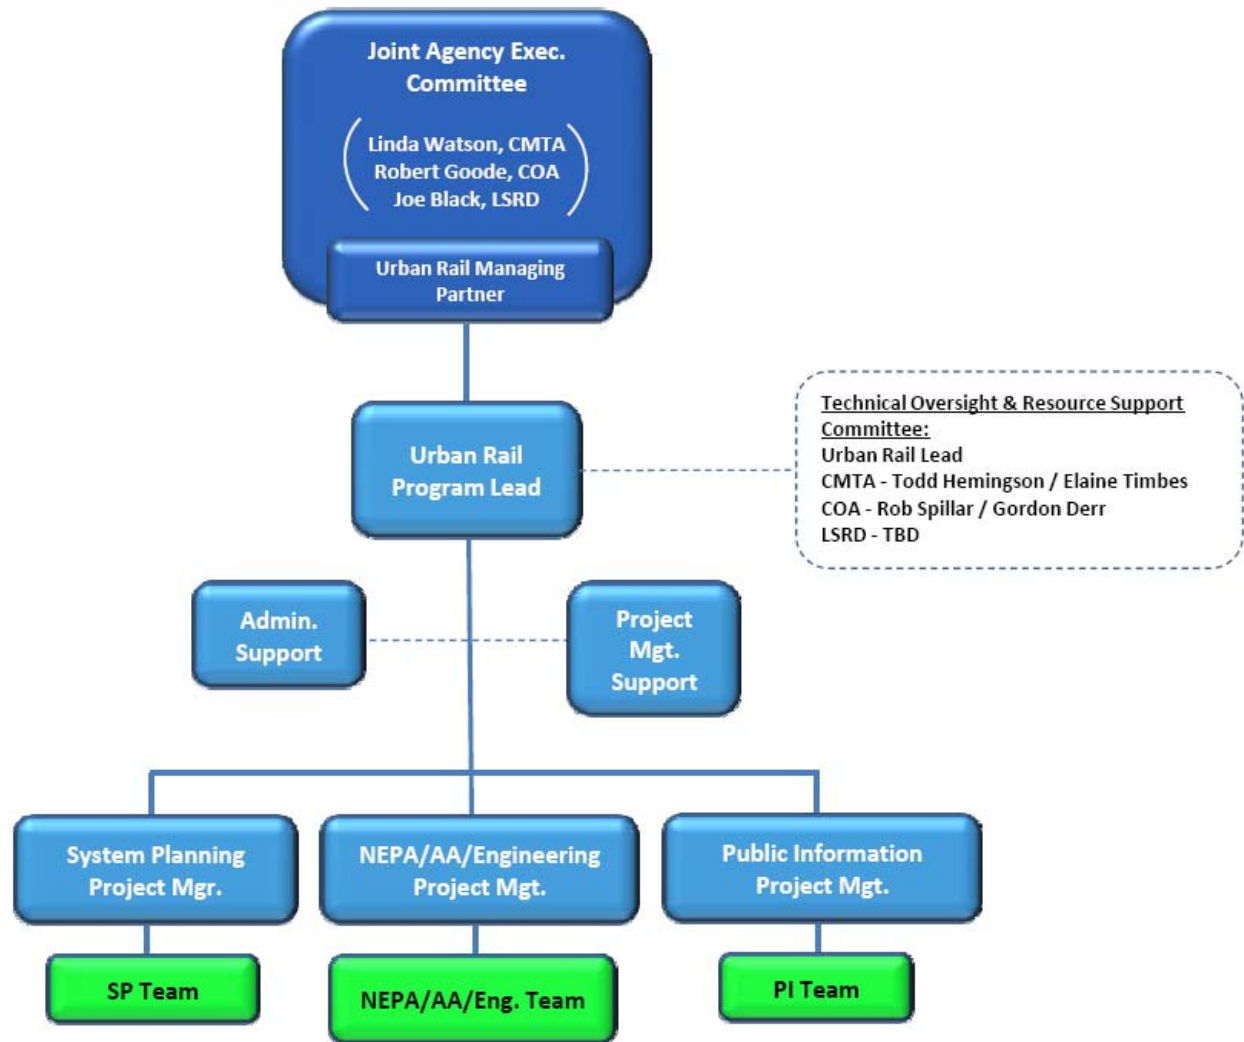 Joint Agency Exec.
Committee
Linda Watson, CMTA
Robert Goode, COA
Joe Black, LSRD
Urban Rail Managing
Partner
Urban Rail
Program Lead
Technical Oversight & Resource Support
Committee:
Urban Rail Lead
CMTA - Todd Hemingson / Elaine Timbes
COA - Rob Spillar / Gordon Derr
LSRD - TBD
Admin.
Support
Project
Mgt.
Support
System Planning
Project Mgr.
NEPA/AA/Engineering
Project Mgt.
Public Information
Project Mgt.
SP Team
NEPA/AA/Eng. Team
PI Team